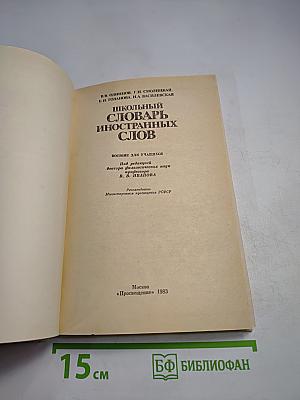 В. В. ОДИНЦОВ, Г. П. СМОЛИЦКАЯ,
Е. И. ГОЛАНОВА, И. А. ВАСИЛЕВСКАЯ
ШКОЛЬНЫЙ
СЛОВАРЬ
ИНОСТРАННЫХ
СЛОВ
ПОСОБИЕ ДЛЯ УЧАЩИХСЯ
Под редакцией
доктора филологических наук
профессора
В. В. ИВАНОВА
Рекомендовано
Министерством просвещения РСФСР
Москва
«Просвещение» 1983
15 см
БФ БИБЛИОФАН